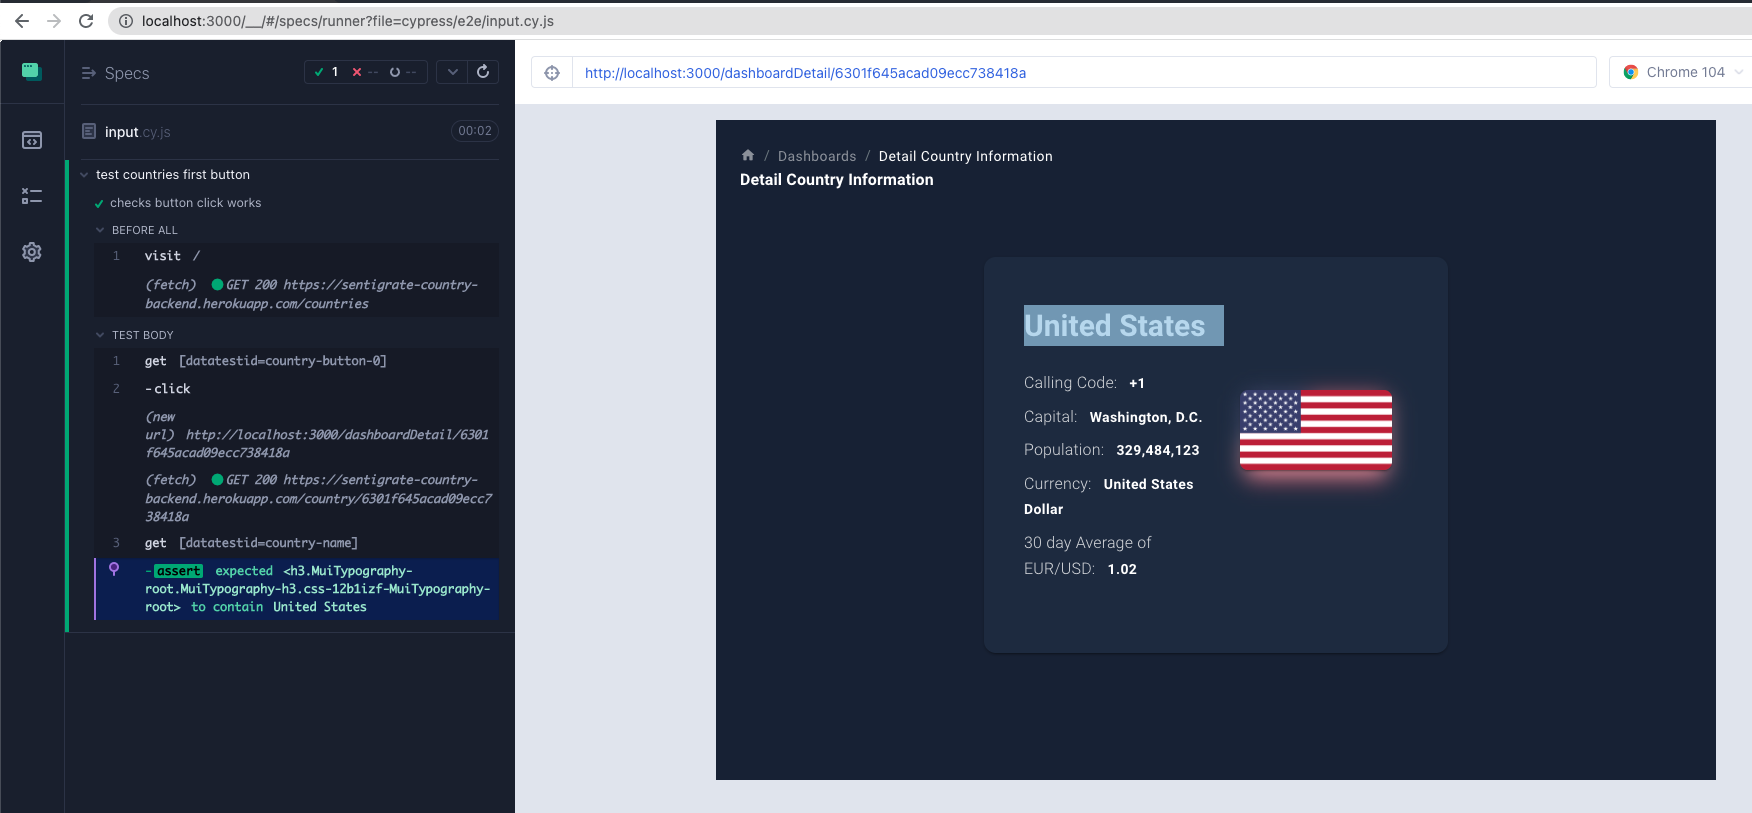 localhost:3000/__/#/specs/runner?file=cypress/e2e/input.cy.js
Specs
1 -- --
input.cy.js 00:02
test countries first button
checks button click works
BEFORE ALL
1 visit /
(fetch) GET 200 https://sentigrate-country-
backend.herokuapp.com/countries
TEST BODY
1 get [datatestid=country-button-0]
2 -click
(new
url) http://localhost:3000/dashboardDetail/6301
f645acad09ecc738418a
(fetch) GET 200 https://sentigrate-country-
backend.herokuapp.com/country/6301f645acad09ecc7
38418a
3 get [datatestid=country-name]
-assert expected <h3.MuiTypography-
root.MuiTypography-h3.css-12b1izf-MuiTypography-
root> to contain United States
http://localhost:3000/dashboardDetail/6301f645acad09ecc738418a
Chrome 104
/ Dashboards / Detail Country Information
Detail Country Information
United States
Calling Code: +1
Capital: Washington, D.C.
Population: 329,484,123
Currency: United States
Dollar
30 day Average of
EUR/USD: 1.02